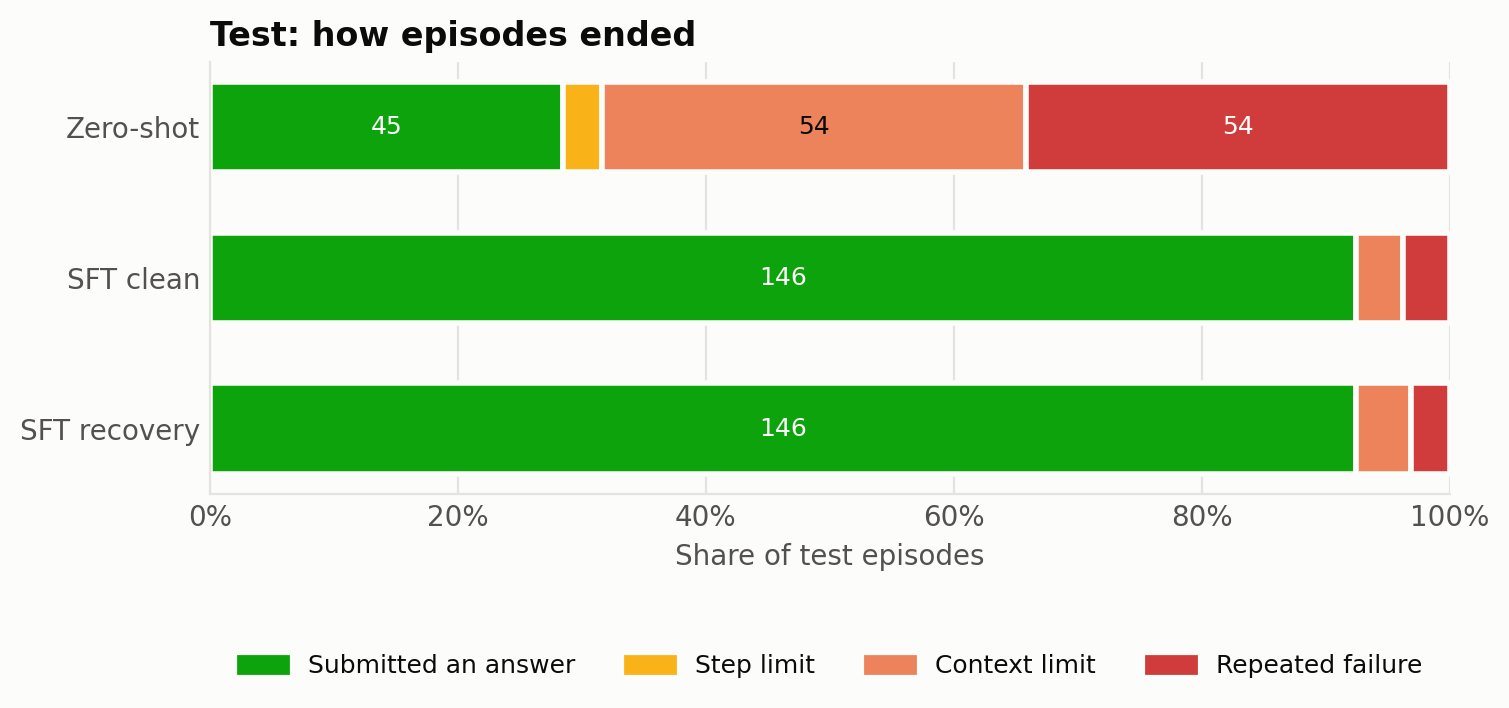 Test: how episodes ended
Zero-shot
45
54
54
SFT clean
146
SFT recovery
146
0%
20%
40%
60%
80%
100%
Share of test episodes
Submitted an answer
Step limit
Context limit
Repeated failure